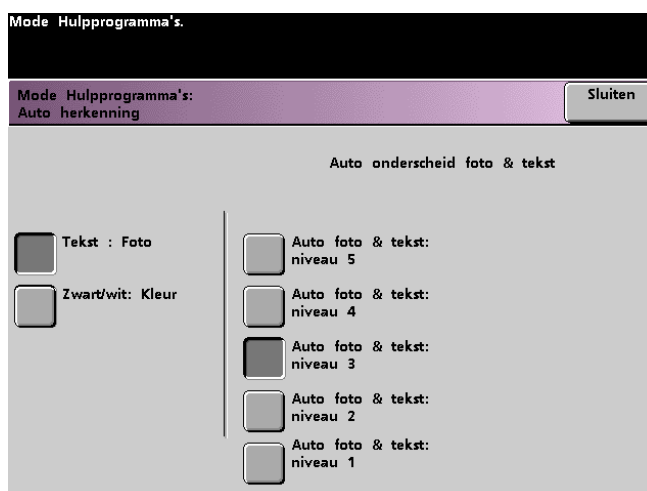 Mode Hulpprogramma's.
Mode Hulpprogramma's:
Auto herkenning
Sluiten
Auto onderscheid foto & tekst
Tekst : Foto
Zwart/wit: Kleur
Auto foto & tekst:
niveau 5
Auto foto & tekst:
niveau 4
Auto foto & tekst:
niveau 3
Auto foto & tekst:
niveau 2
Auto foto & tekst:
niveau 1